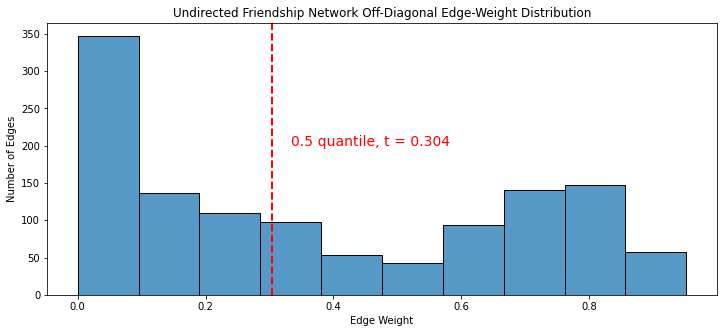 Undirected Friendship Network Off-Diagonal Edge-Weight Distribution
350
300
250
200
150
100
50
0
Number of Edges
0.5 quantile, t = 0.304
0.0 0.2 0.4 0.6 0.8
Edge Weight